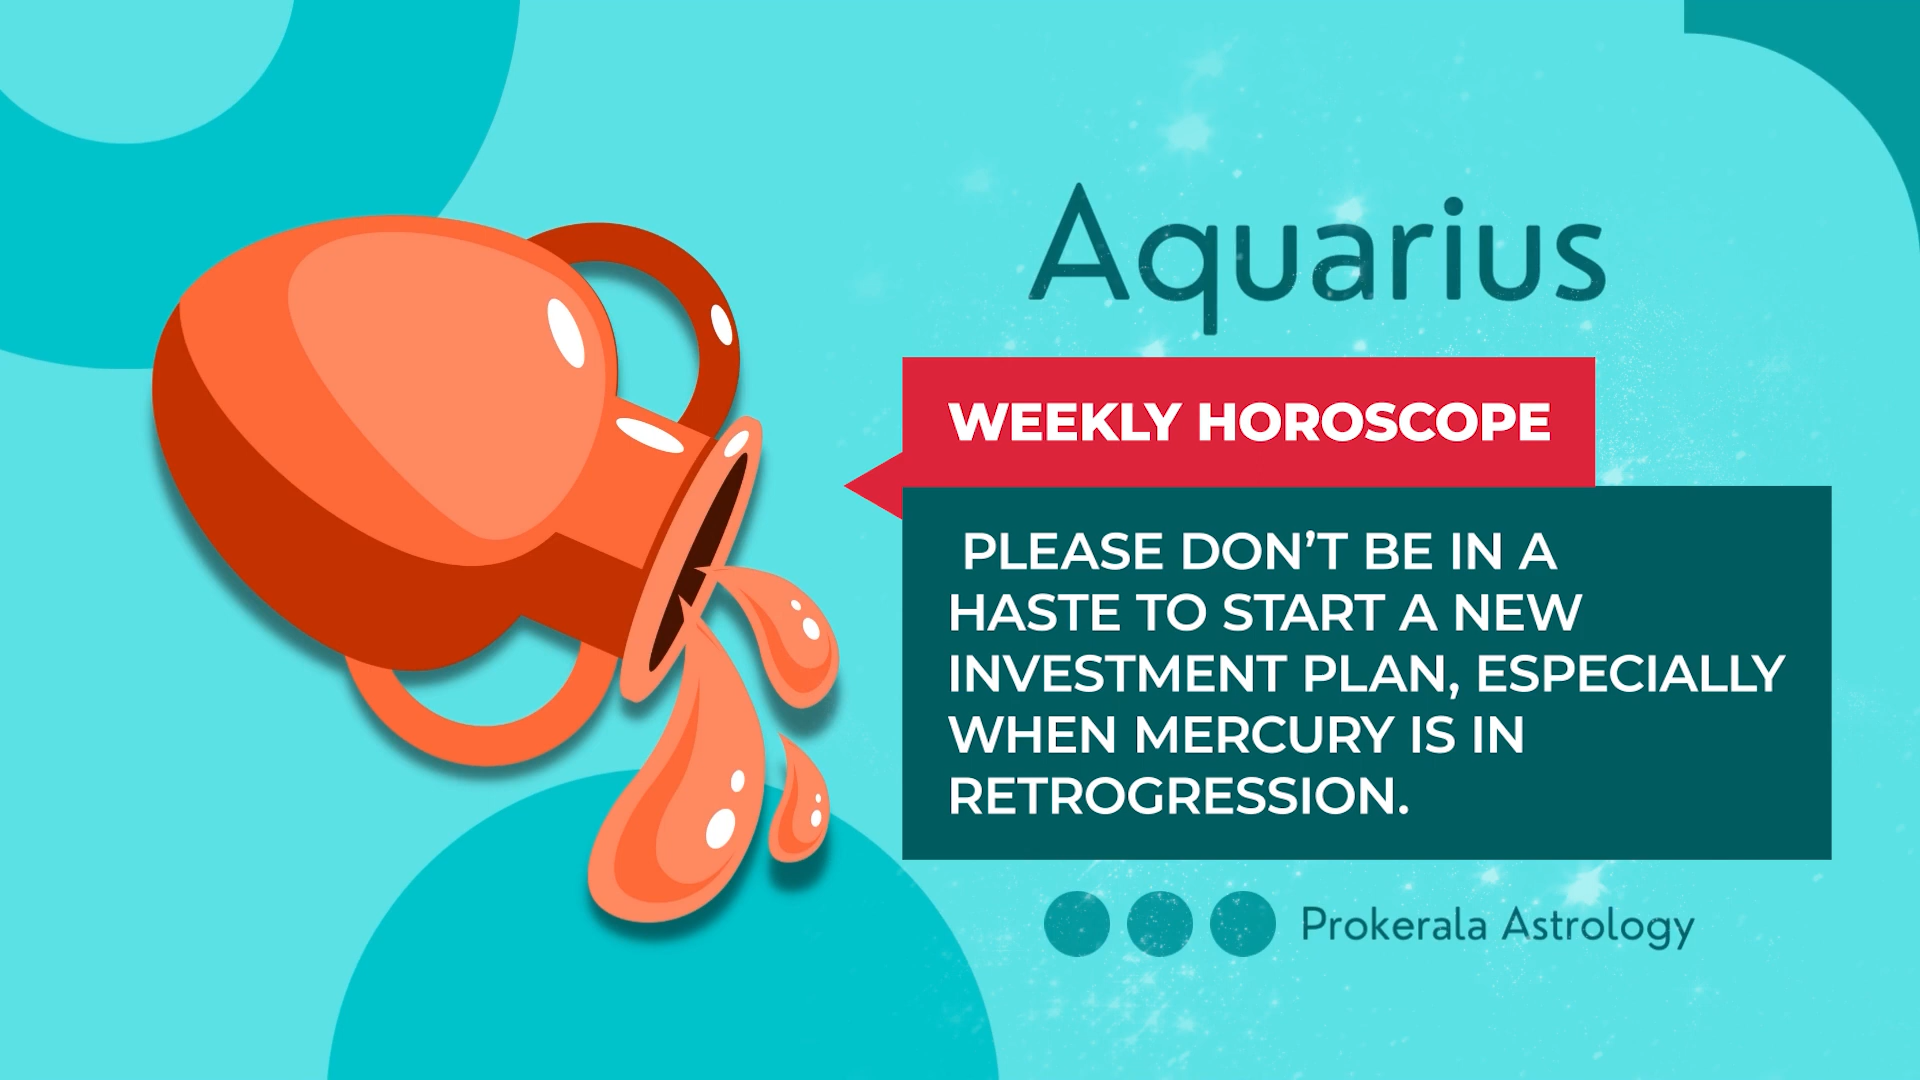 Aquarius
WEEKLY HOROSCOPE
PLEASE DON’T BE IN A
HASTE TO START A NEW
INVESTMENT PLAN, ESPECIALLY
WHEN MERCURY IS IN
RETROGRESSION.
Prokerala Astrology